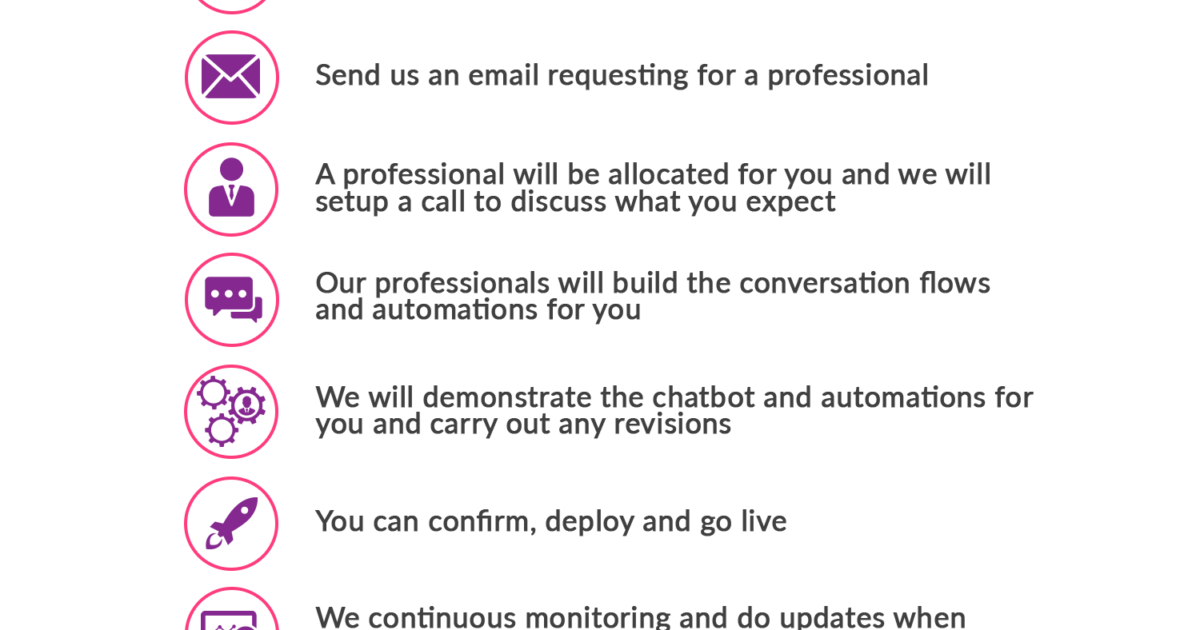 Send us an email requesting for a professional
A professional will be allocated for you and we will
setup a call to discuss what you expect
Our professionals will build the conversation flows
and automations for you
We will demonstrate the chatbot and automations for
you and carry out any revisions
You can confirm, deploy and go live
We continuous monitoring and do updates when